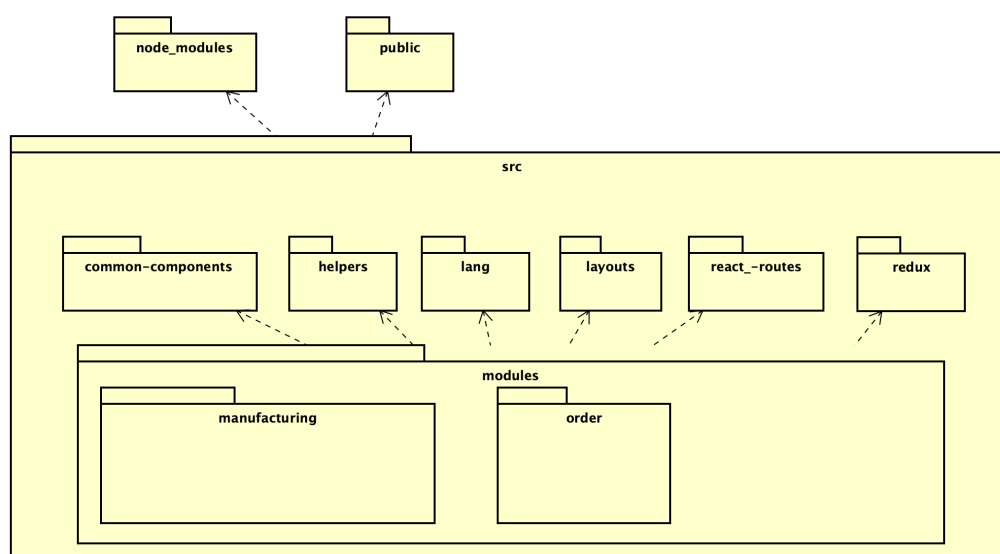 node_modules
public
src
common-components
helpers
lang
layouts
react_-routes
redux
modules
manufacturing
order